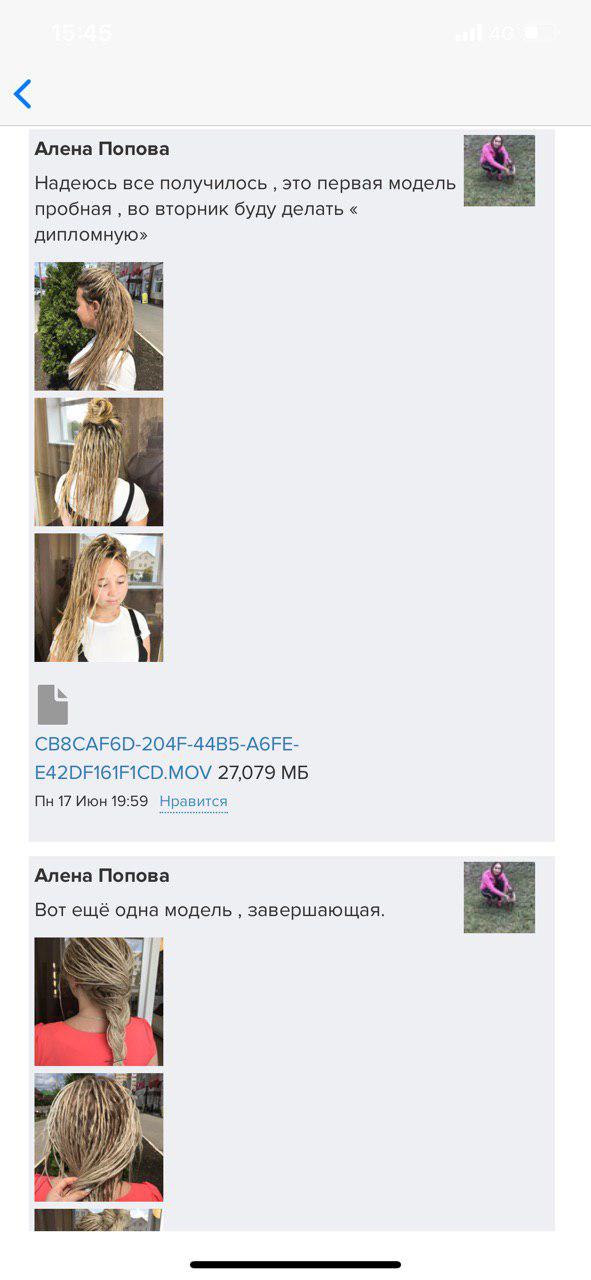 15:45
4G
Алена Попова
Надеюсь все получилось , это первая модель
пробная , во вторник буду делать «
дипломную»
CB8CAF6D-204F-44B5-A6FE-
E42DF161F1CD.MOV 27,079 МБ
Пн 17 Июн 19:59 Нравится
Алена Попова
Вот ещё одна модель , завершающая.